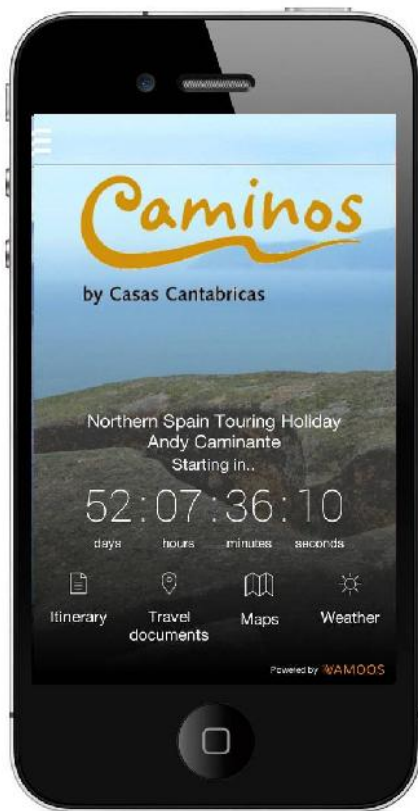 Caminos
by Casas Cantabricas
Northern Spain Touring Holiday
Andy Caminante
Starting in..
52:07:36:10
days hours minutes seconds
Itinerary Travel documents Maps Weather
Powered by VAMOOS